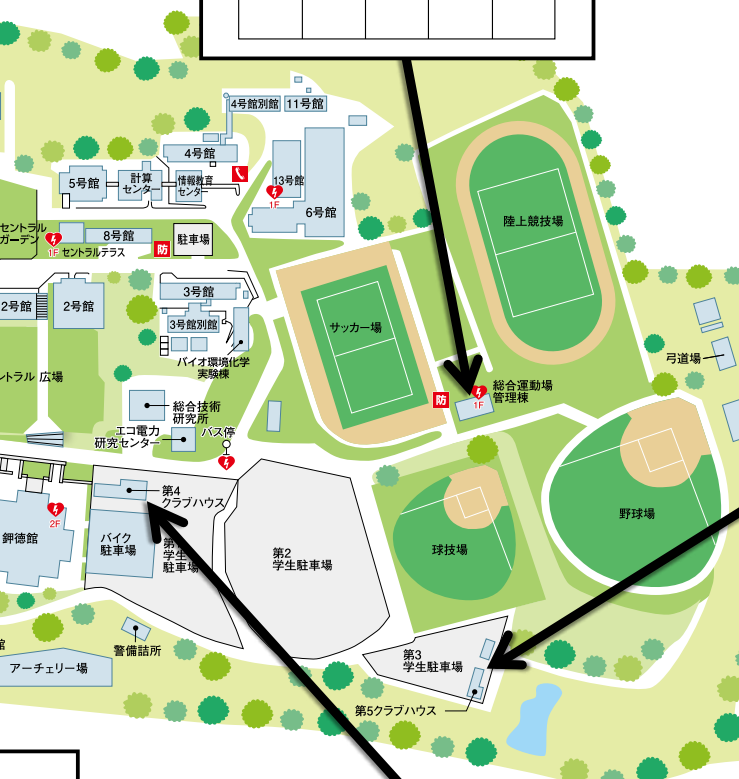 4号館別館
11号館
4号館
5号館
計算
センター
情報教育
センター
13号館
1F
6号館
陸上競技場
セントラル
ガーデン
1F
セントラルテラス
8号館
防
駐車場
3号館
2号館
2号館
3号館別館
サッカー場
バイオ環境化学
実験棟
弓道場
ントラル 広場
総合運動場
管理棟
1F
防
総合技術
研究所
エコ電力
研究センター
バス停
第4
クラブハウス
2F
鉀徳館
バイク
駐車場
学生
駐車場
第2
学生駐車場
球技場
野球場
警備詰所
館
アーチェリー場
第3
学生駐車場
第5クラブハウス